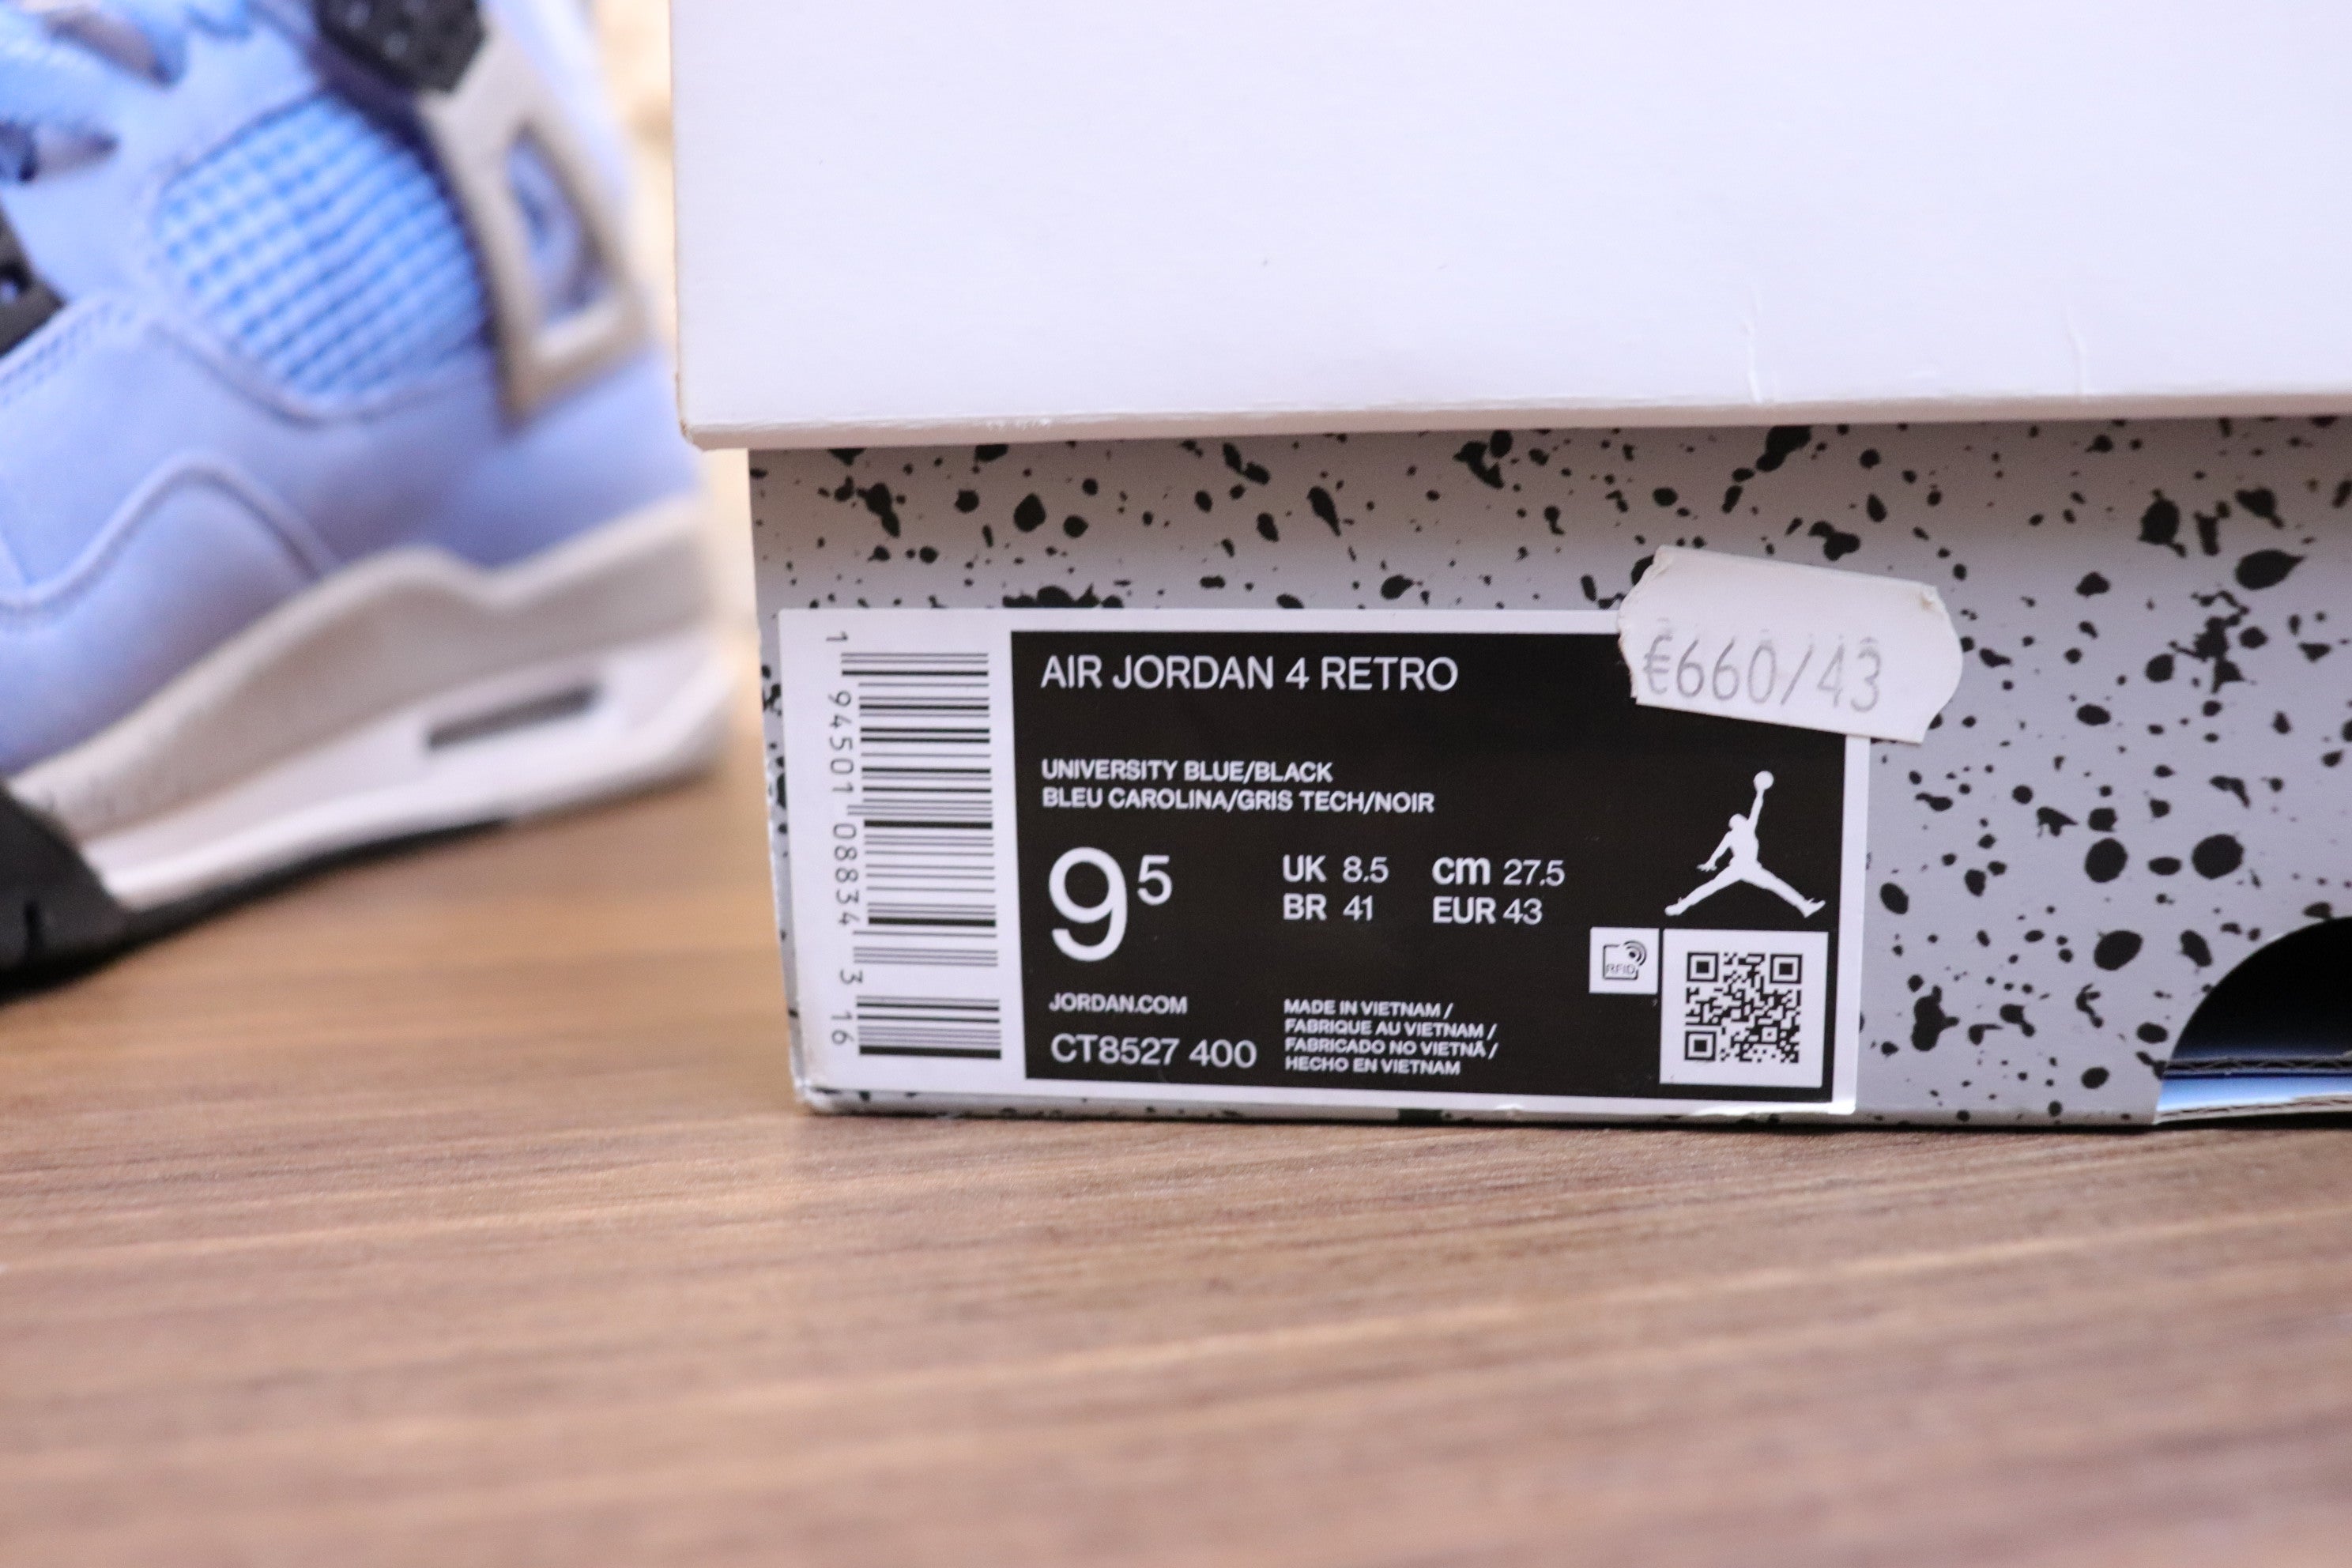 €660/43
AIR JORDAN 4 RETRO
UNIVERSITY BLUE/BLACK
BLEU CAROLINA/GRIS TECH/NOIR
9 5
UK 8.5 cm 27.5
BR 41 EUR 43
RFID
JORDAN.COM
CT8527 400
MADE IN VIETNAM /
FABRIQUE AU VIETNAM /
FABRICADO NO VIETNÃ /
HECHO EN VIETNAM
1 94501 08834 3 16